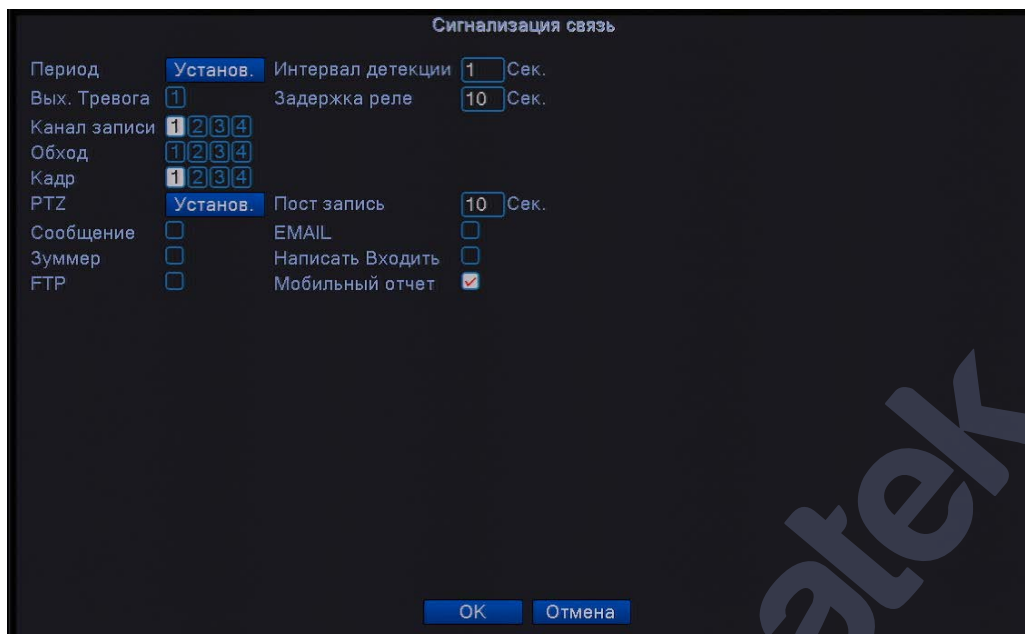 Сигнализация связь
Период Установ. Интервал детекции 1 Сек.
Вых. Тревога 1 Задержка реле 10 Сек.
Канал записи 1 2 3 4
Обход 1 2 3 4
Кадр 1 2 3 4
PTZ Установ. Пост запись 10 Сек.
Сообщение EMAIL
Зуммер Написать Входить
FTP Мобильный отчет
OK Отмена
atek